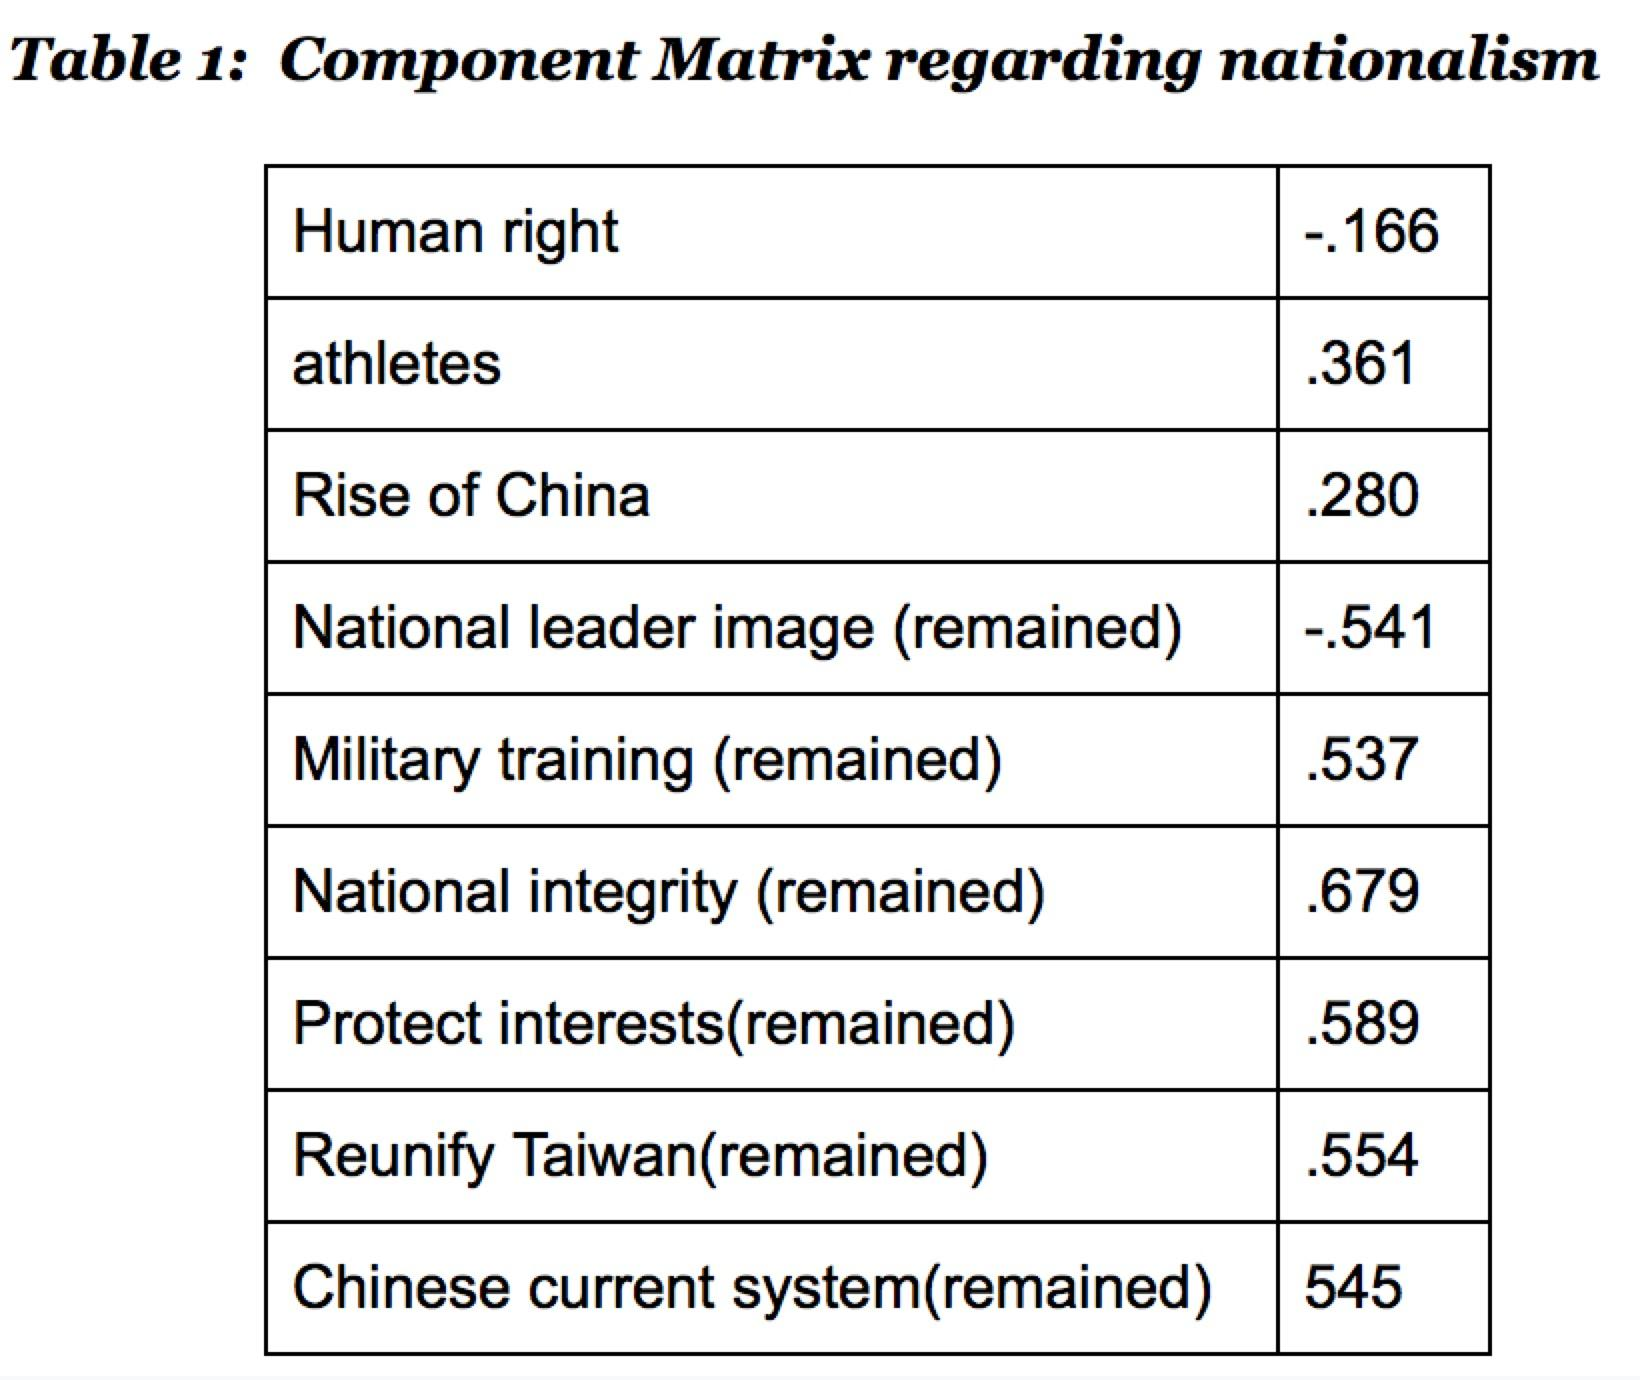 Table 1: Component Matrix regarding nationalism
Human right -.166
athletes .361
Rise of China .280
National leader image (remained) -.541
Military training (remained) .537
National integrity (remained) .679
Protect interests(remained) .589
Reunify Taiwan(remained) .554
Chinese current system(remained) 545